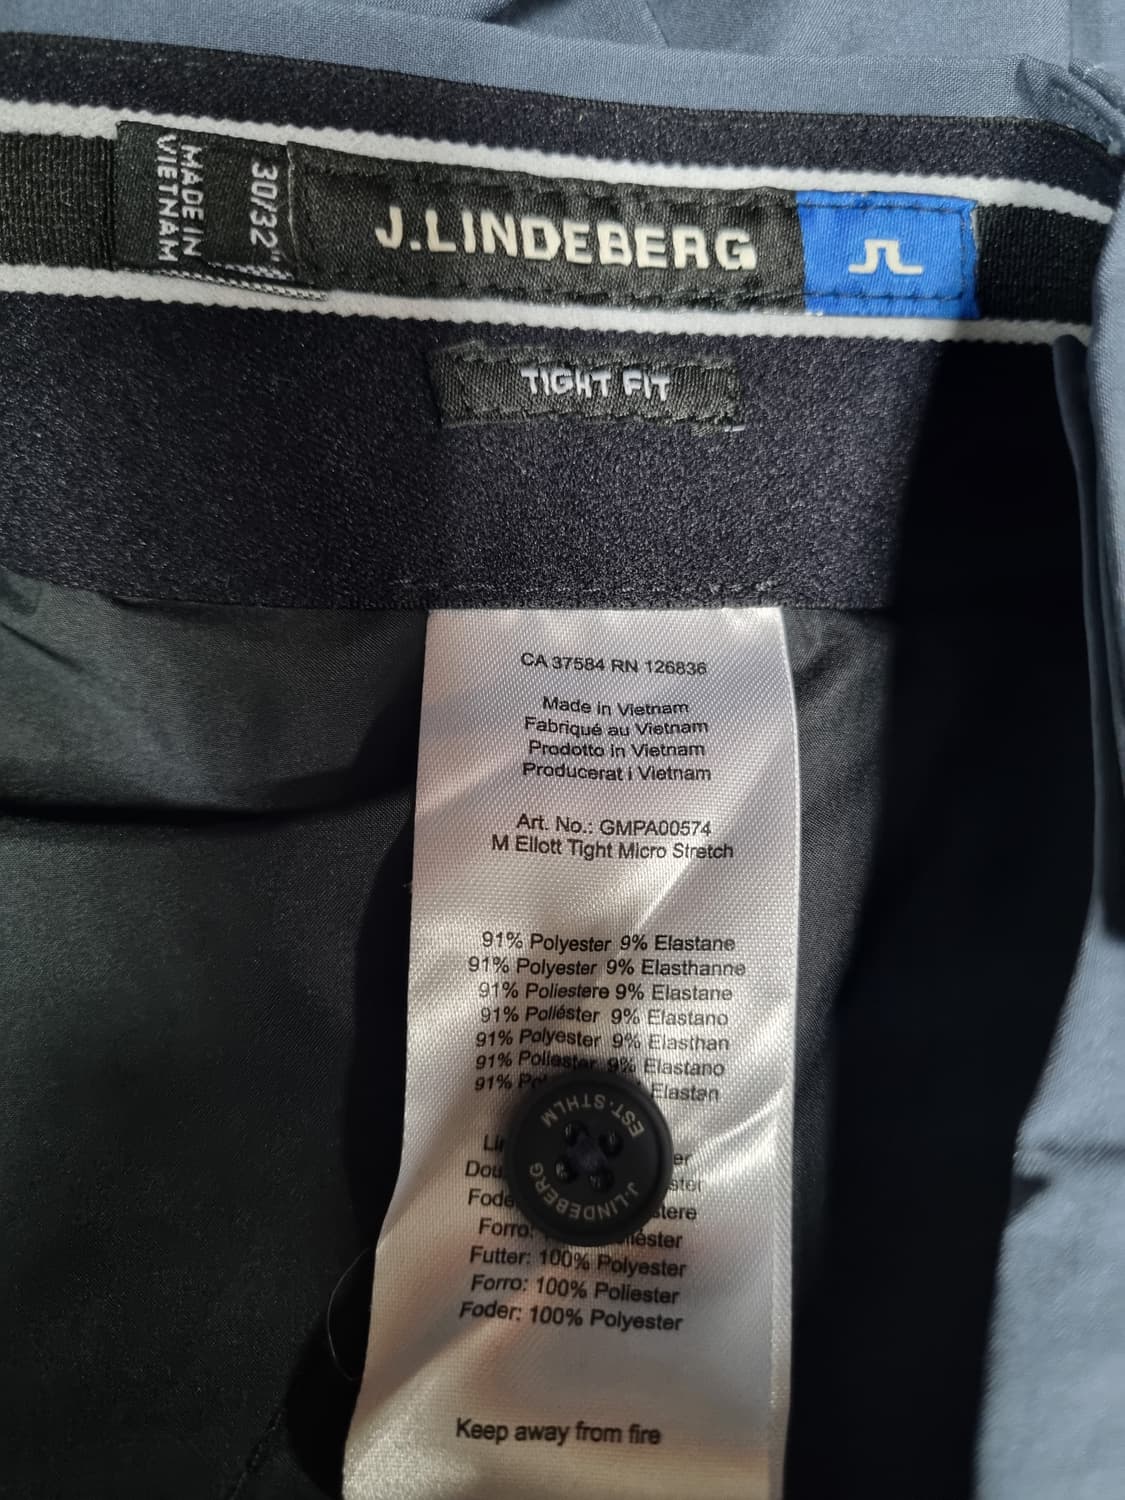 MADE IN
VIETNAM
30/32"
J.LINDEBERG
TIGHT FIT
CA 37584 RN 126836
Made in Vietnam
Fabriqué au Vietnam
Prodotto in Vietnam
Producerat i Vietnam
Art. No.: GMPA00574
M Ellott Tight Micro Stretch
91% Polyester 9% Elastane
91% Polyester 9% Elasthanne
91% Poliestere 9% Elastane
91% Poliéster 9% Elastano
91% Polyester 9% Elasthan
91% Poliester 9% Elastano
91% Elastan
Forro:
Futter: 100% Polyester
Forro: 100% Poliester
Foder: 100% Polyester
EST. STHLM
J.LINDEBERG
Keep away from fire